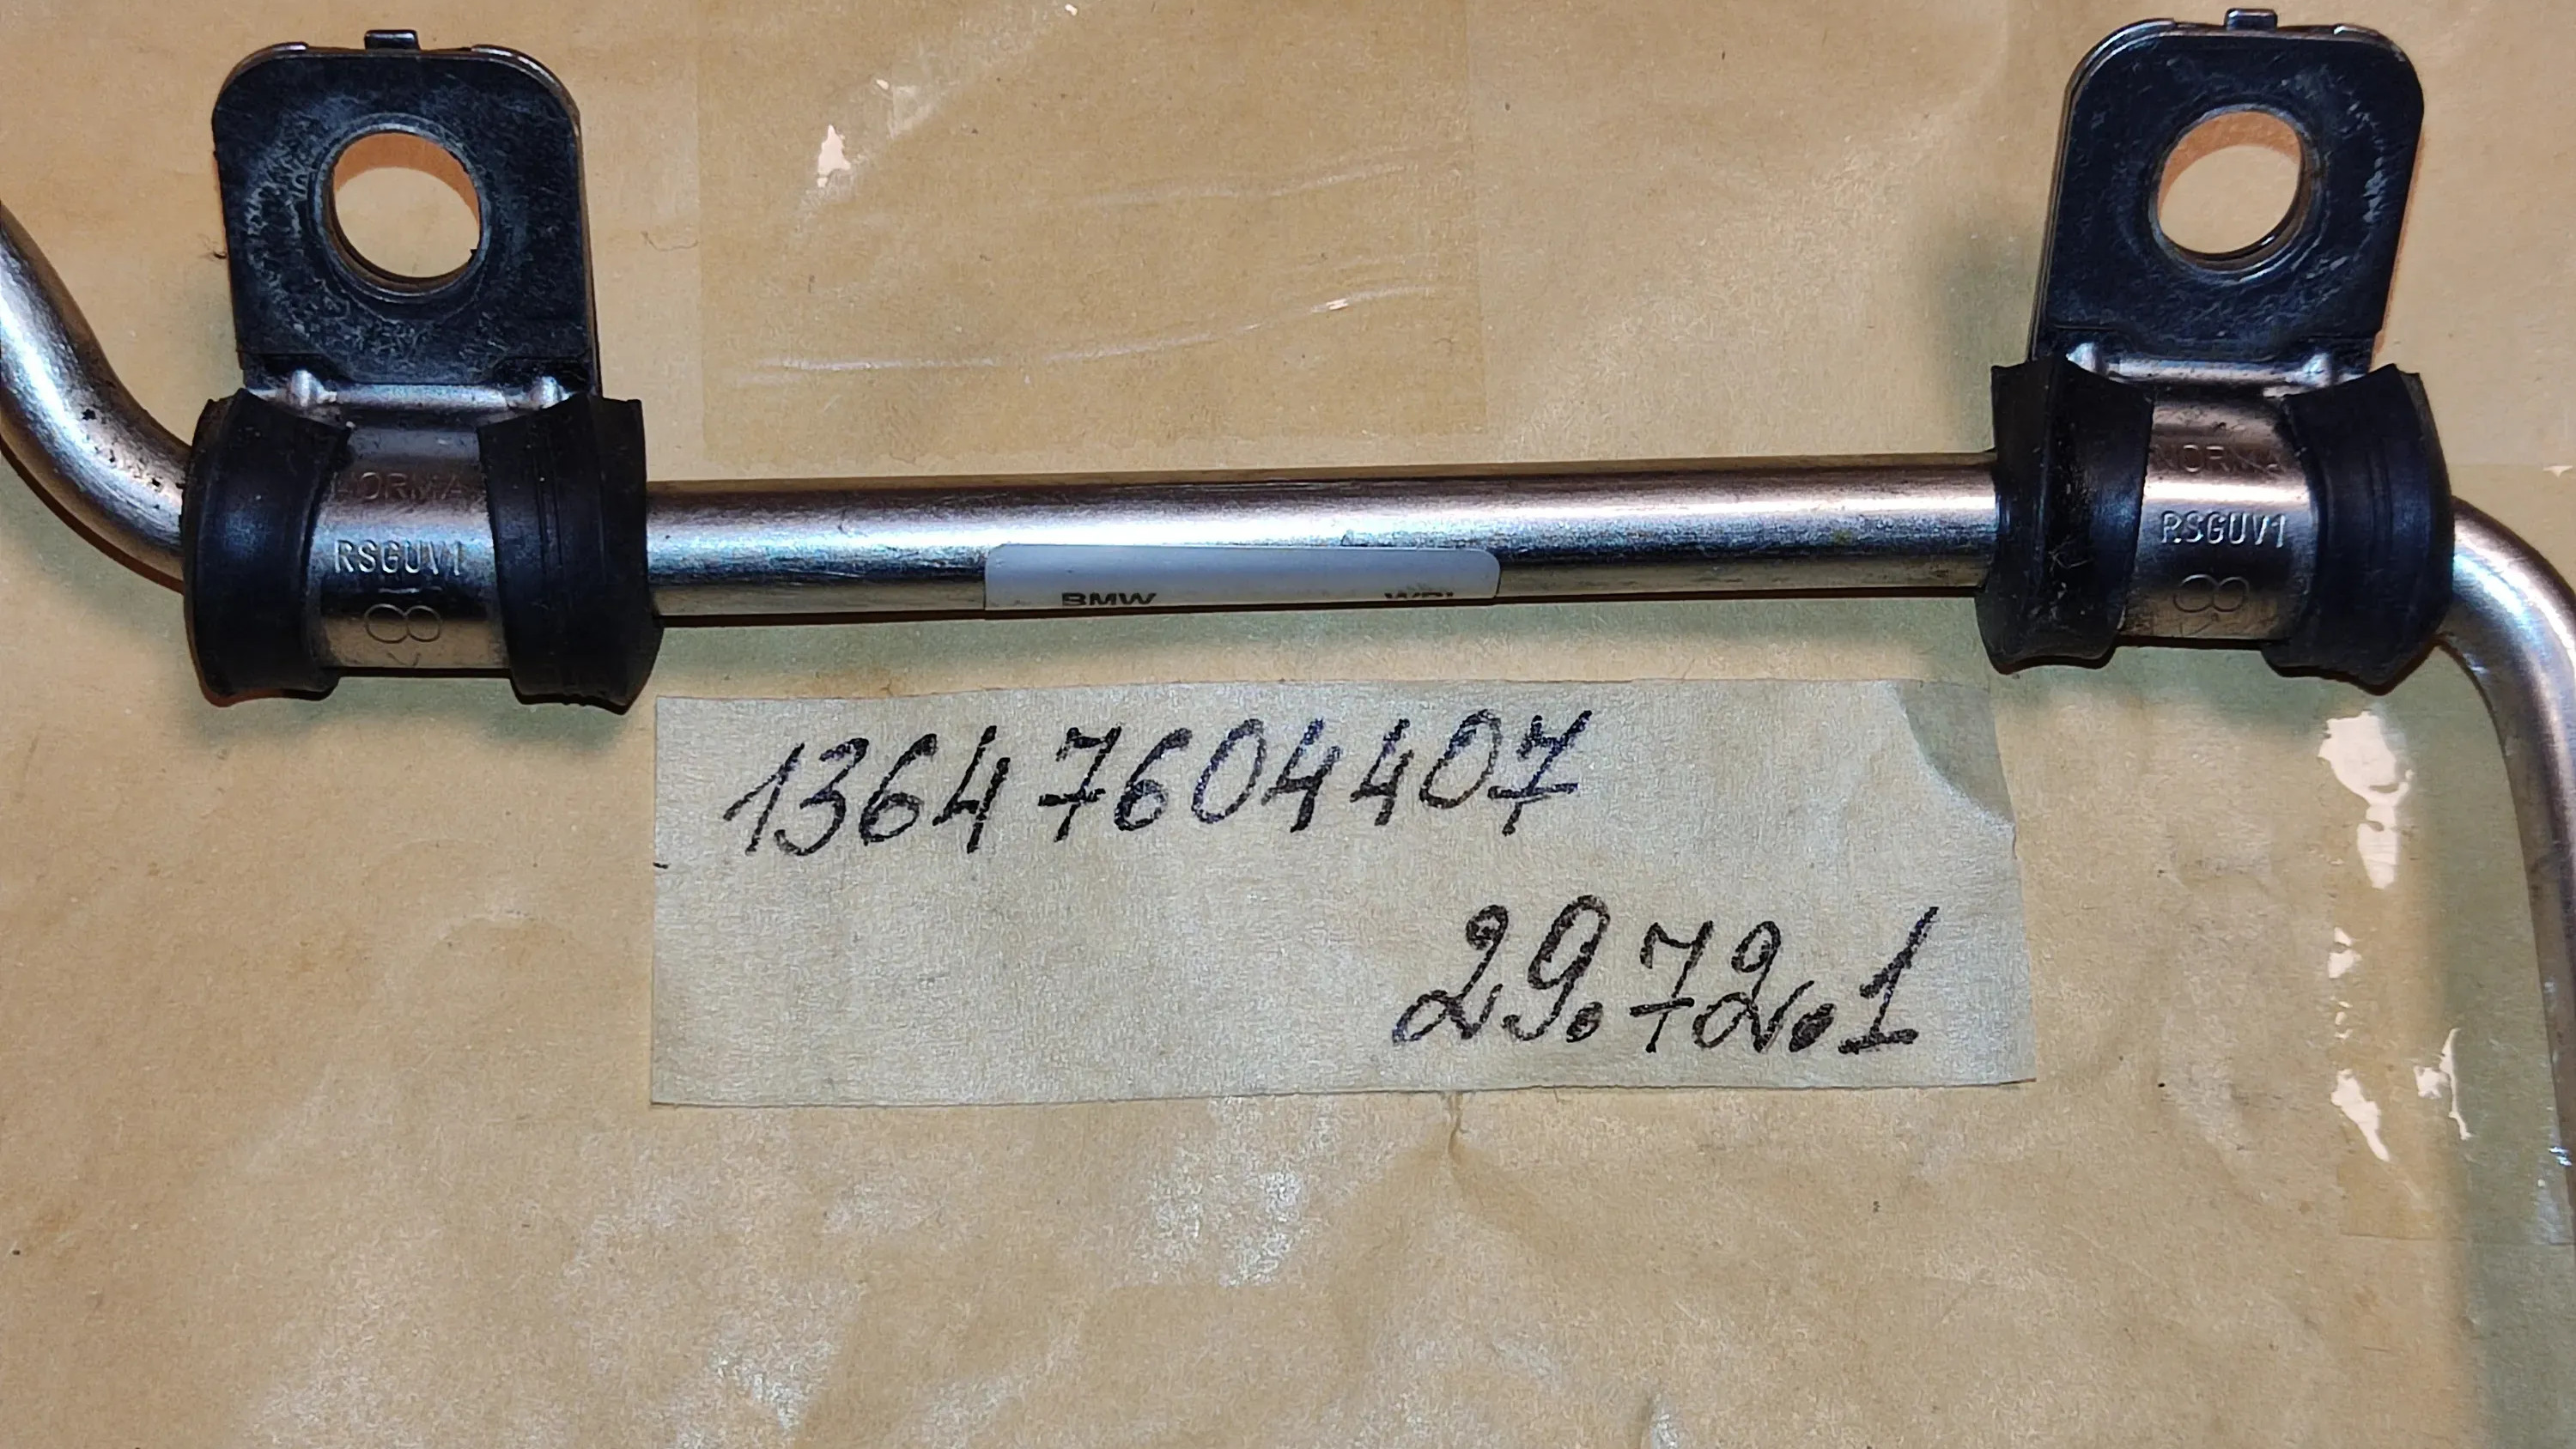 NORMA
RSGUV1
8
NORMA
RSGUV1
8
BMW
13647604407
29.72.1